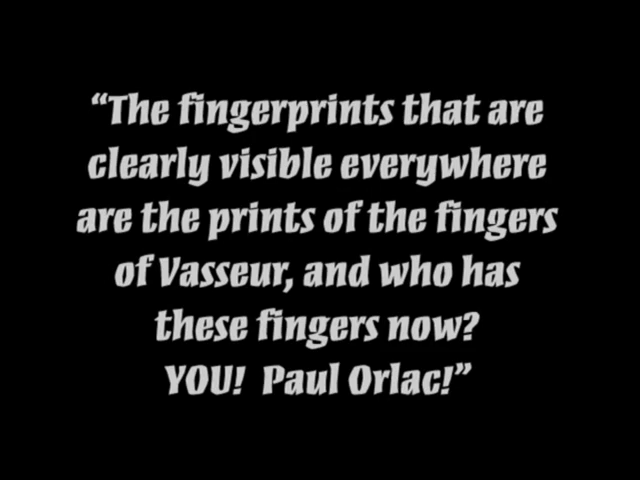 “The fingerprints that are
clearly visible everywhere
are the prints of the fingers
of Vasseur, and who has
these fingers now?
YOU!  Paul Orlac!”